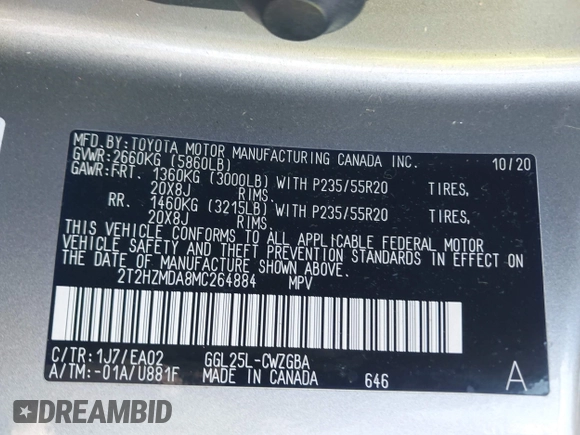 MFD.BY:TOYOTA MOTOR MANUFACTURING CANADA INC. 10/20
GVWR:2660KG (5860LB)
GAWR:FRT. 1360KG (3000LB) WITH P235/55R20 TIRES,
20X8J RIMS.
RR. 1460KG (3215LB) WITH P235/55R20 TIRES,
20X8J RIMS.
THIS VEHICLE CONFORMS TO ALL APPLICABLE FEDERAL MOTOR
VEHICLE SAFETY AND THEFT PREVENTION STANDARDS IN EFFECT ON
THE DATE OF MANUFACTURE SHOWN ABOVE.
2T2HZMDA8MC264884 MPV
C/TR:1J7/EA02 GGL25L-CWZGBA
A/TM:-01A/U881F MADE IN CANADA 646 A
DREAMBID